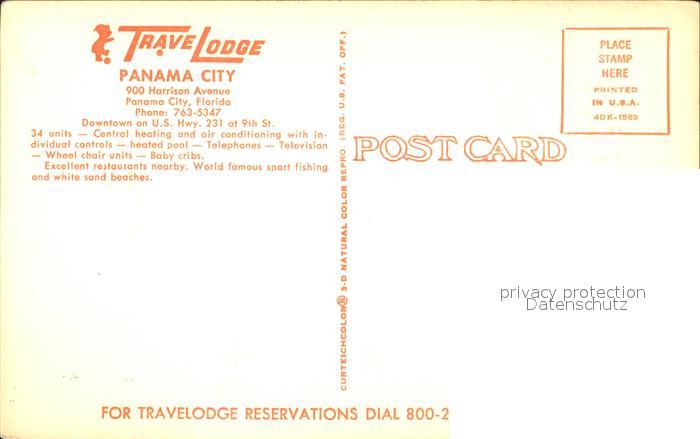 TRAVELODGE
PANAMA CITY
900 Harrison Avenue
Panama City, Florida
Phone: 763-5347
Downtown on U.S. Hwy. 231 at 9th St.
34 units — Central heating and air conditioning with in-
dividual controls — heated pool — Telephones — Television
— Wheel chair units — Baby cribs.
Excellent restaurants nearby. World famous sport fishing
and white sand beaches.
CURTEICHCOLOR® 3-D NATURAL COLOR REPRO (REG. U.S. PAT. OFF.)
POST CARD
PLACE
STAMP
HERE
PRINTED
IN U.S.A.
4DK-1569
privacy protection
Datenschutz
FOR TRAVELODGE RESERVATIONS DIAL 800-2